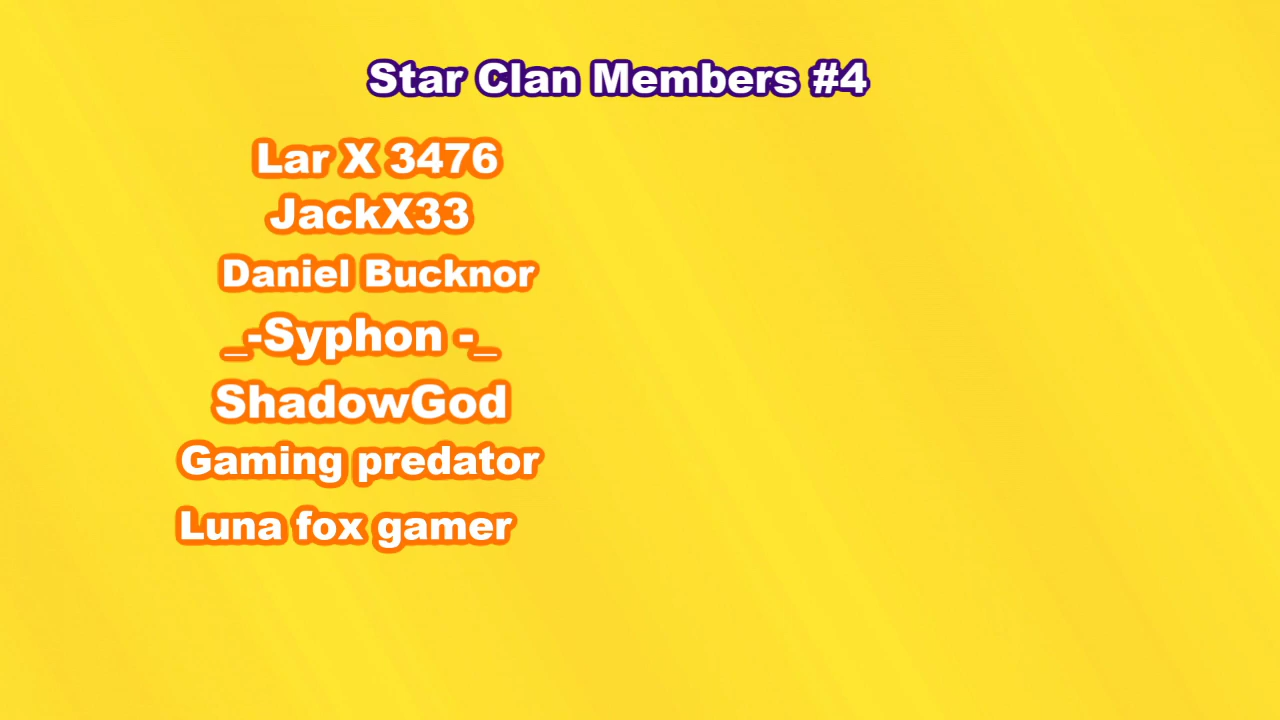 Star Clan Members #4
Lar X 3476
JackX33
Daniel Bucknor
_-Syphon -_
ShadowGod
Gaming predator
Luna fox gamer